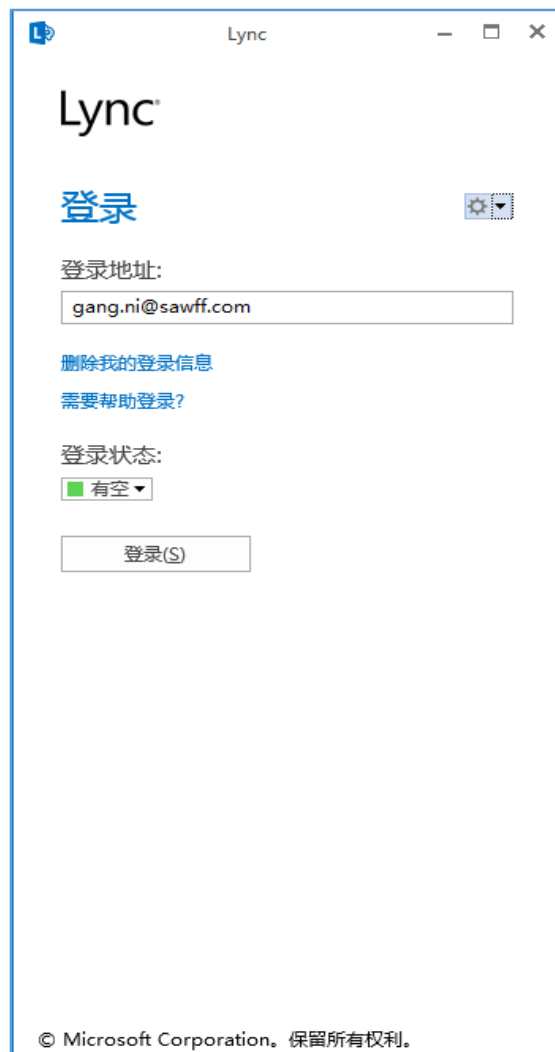 Lync
Lync
登录
登录地址:
gang.ni@sawff.com
删除我的登录信息
需要帮助登录?
登录状态:
有空
登录(S)
© Microsoft Corporation。保留所有权利。